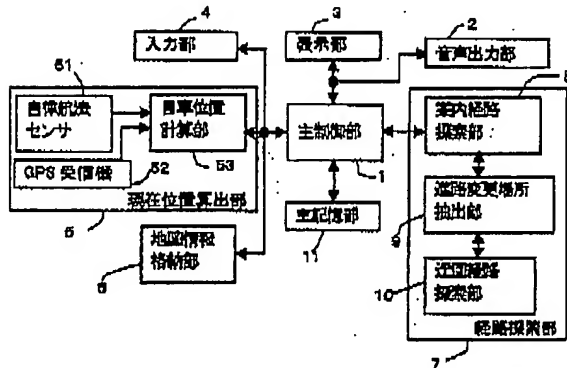 4
入力部
3
表示部
2
音声出力部
51
自律航法
センサ
自車位置
計算部
GPS 受信機
52
53
現在位置算出部
5
主制御部
1
8
案内経路
探索部
進路変更場所
抽出部
9
迂回経路
探索部
10
経路探索部
7
主記憶部
11
地図情報
格納部
6